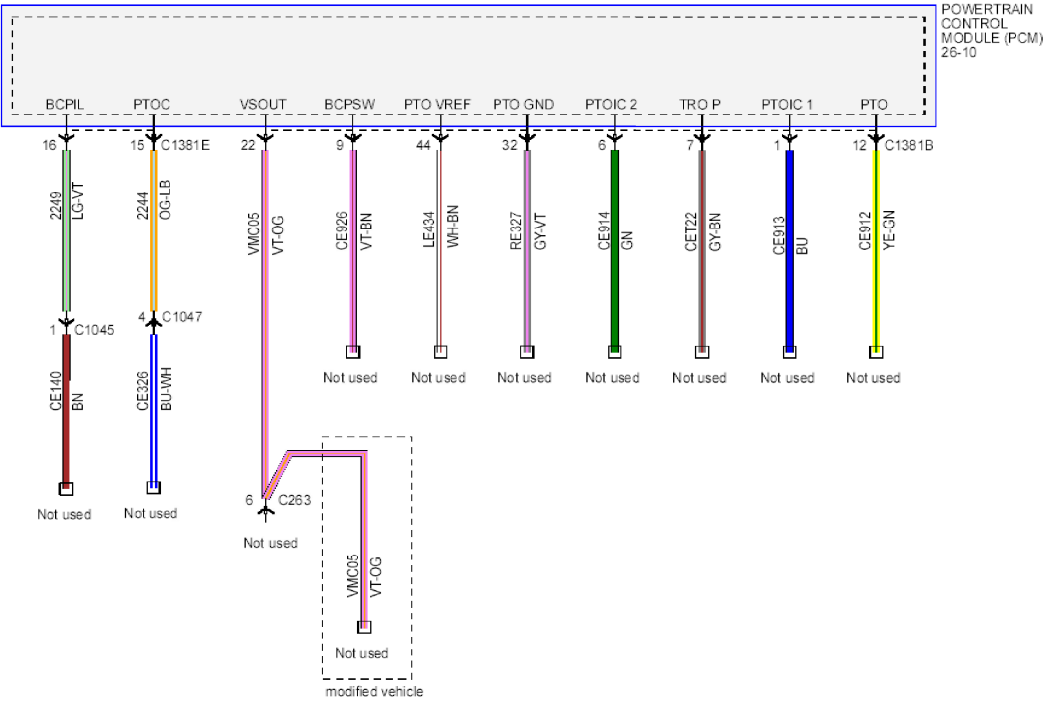 POWERTRAIN
CONTROL
MODULE (PCM)
26-10
BCPIL PTOC VSOUT BCPSW PTO VREF PTO GND PTOIC 2 TRO P PTOIC 1 PTO
16 15 C1381E 22 9 44 32 6 7 1 12 C1381B
2249 LG-VT
2244 OG-LB
VMC05 VT-OG
CE926 VT-BN
LE434 WH-BN
RE327 GY-VT
CE914 GN
CET22 GY-BN
CE913 BU
CE912 YE-GN
1 C1045
4 C1047
CE140 BN
CE326 BU-WH
Not used Not used Not used Not used Not used Not used Not used
6 C263
Not used
Not used
Not used
VMC05 VT-OG
Not used
modified vehicle